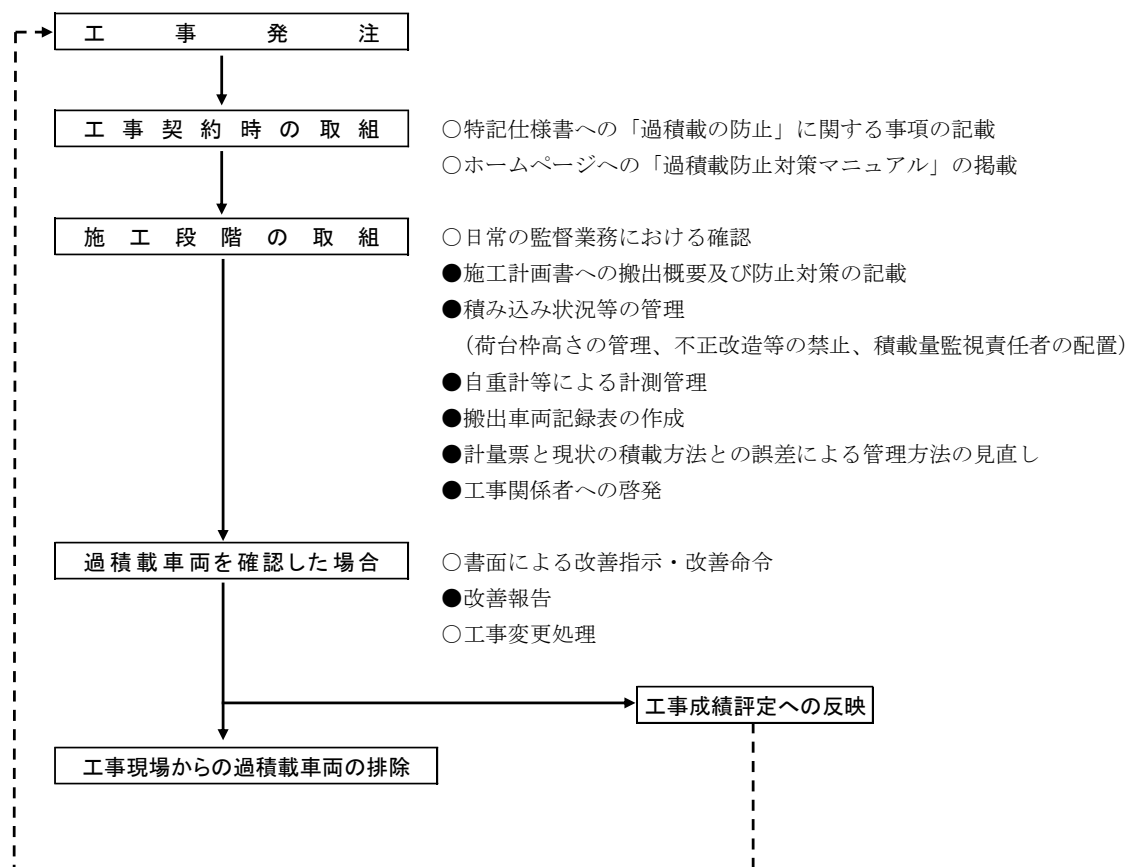 工事発注
工事契約時の取組
○特記仕様書への「過積載の防止」に関する事項の記載
○ホームページへの「過積載防止対策マニュアル」の掲載
施工段階の取組
○日常の監督業務における確認
●施工計画書への搬出概要及び防止対策の記載
●積み込み状況等の管理
（荷台枠高さの管理、不正改造等の禁止、積載量監視責任者の配置）
●自重計等による計測管理
●搬出車両記録表の作成
●計量票と現状の積載方法との誤差による管理方法の見直し
●工事関係者への啓発
過積載車両を確認した場合
○書面による改善指示・改善命令
●改善報告
○工事変更処理
工事成績評定への反映
工事現場からの過積載車両の排除